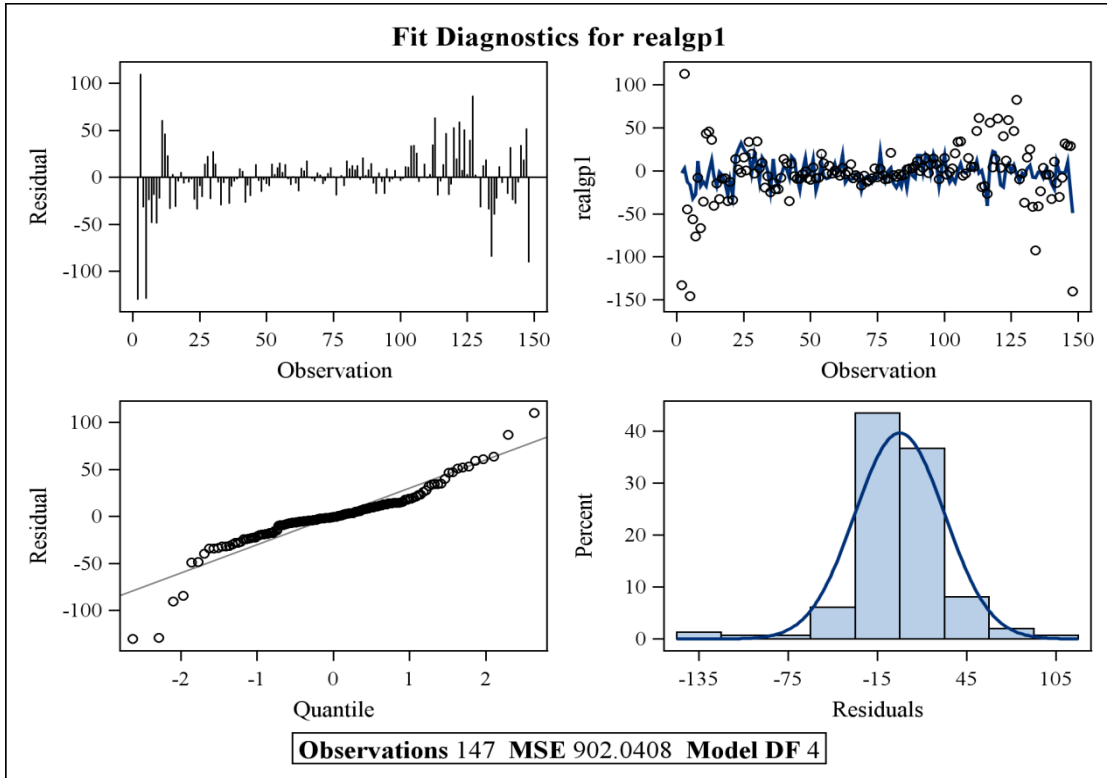 Fit Diagnostics for realgp1
100
50
0
-50
-100
Residual
0 25 50 75 100 125 150
Observation
100
50
0
-50
-100
-150
realgp1
0 25 50 75 100 125 150
Observation
100
50
0
-50
-100
Residual
-2 -1 0 1 2
Quantile
40
30
20
10
0
Percent
-135 -75 -15 45 105
Residuals
Observations 147 MSE 902.0408 Model DF 4